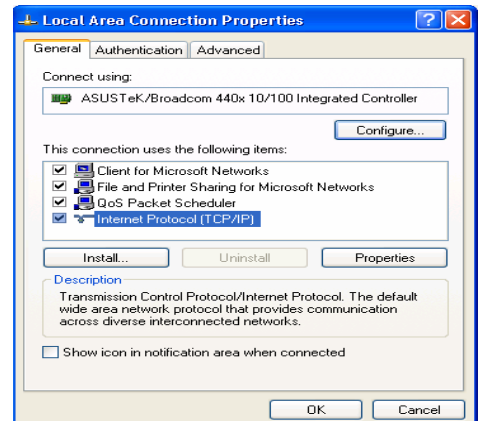 Local Area Connection Properties
General Authentication Advanced
Connect using:
ASUSTeK/Broadcom 440x 10/100 Integrated Controller
Configure...
This connection uses the following items:
Client for Microsoft Networks
File and Printer Sharing for Microsoft Networks
QoS Packet Scheduler
Internet Protocol (TCP/IP)
Install... Uninstall Properties
Description
Transmission Control Protocol/Internet Protocol. The default
wide area network protocol that provides communication
across diverse interconnected networks.
Show icon in notification area when connected
OK Cancel